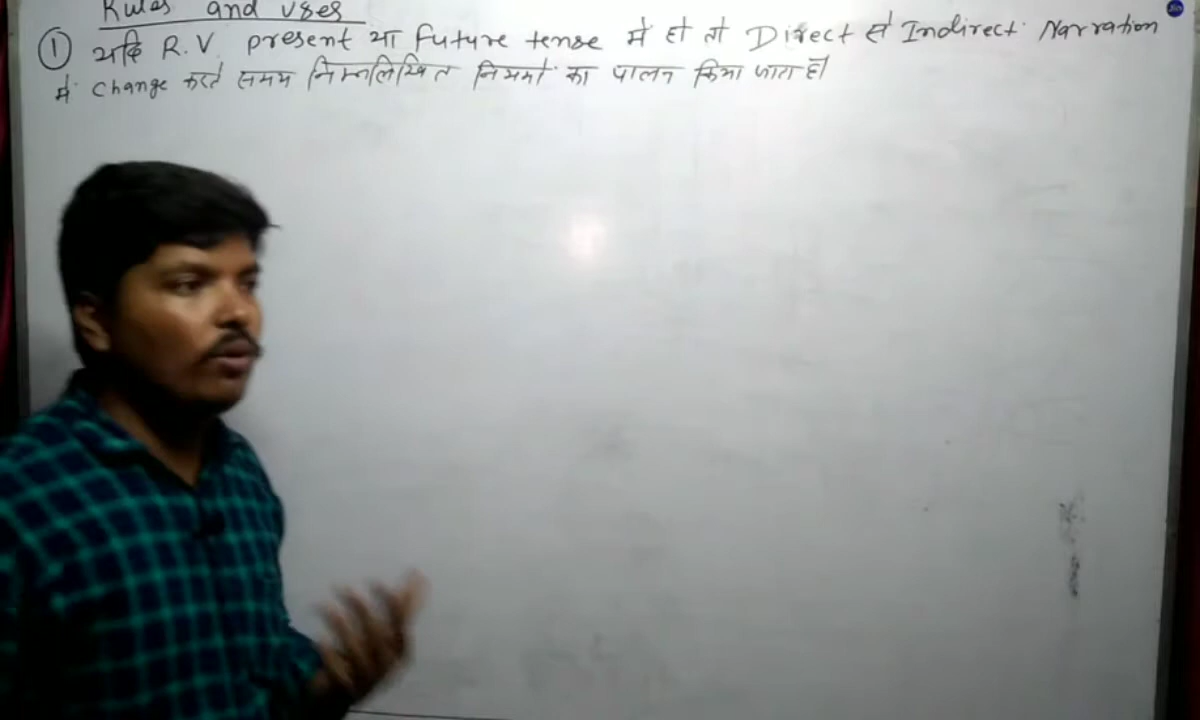 Rules and uses
① यदि R.V. present या future tense में हो तो Direct से Indirect Narration
में change करते समय निम्नलिखित नियमों का पालन किया जाता है।